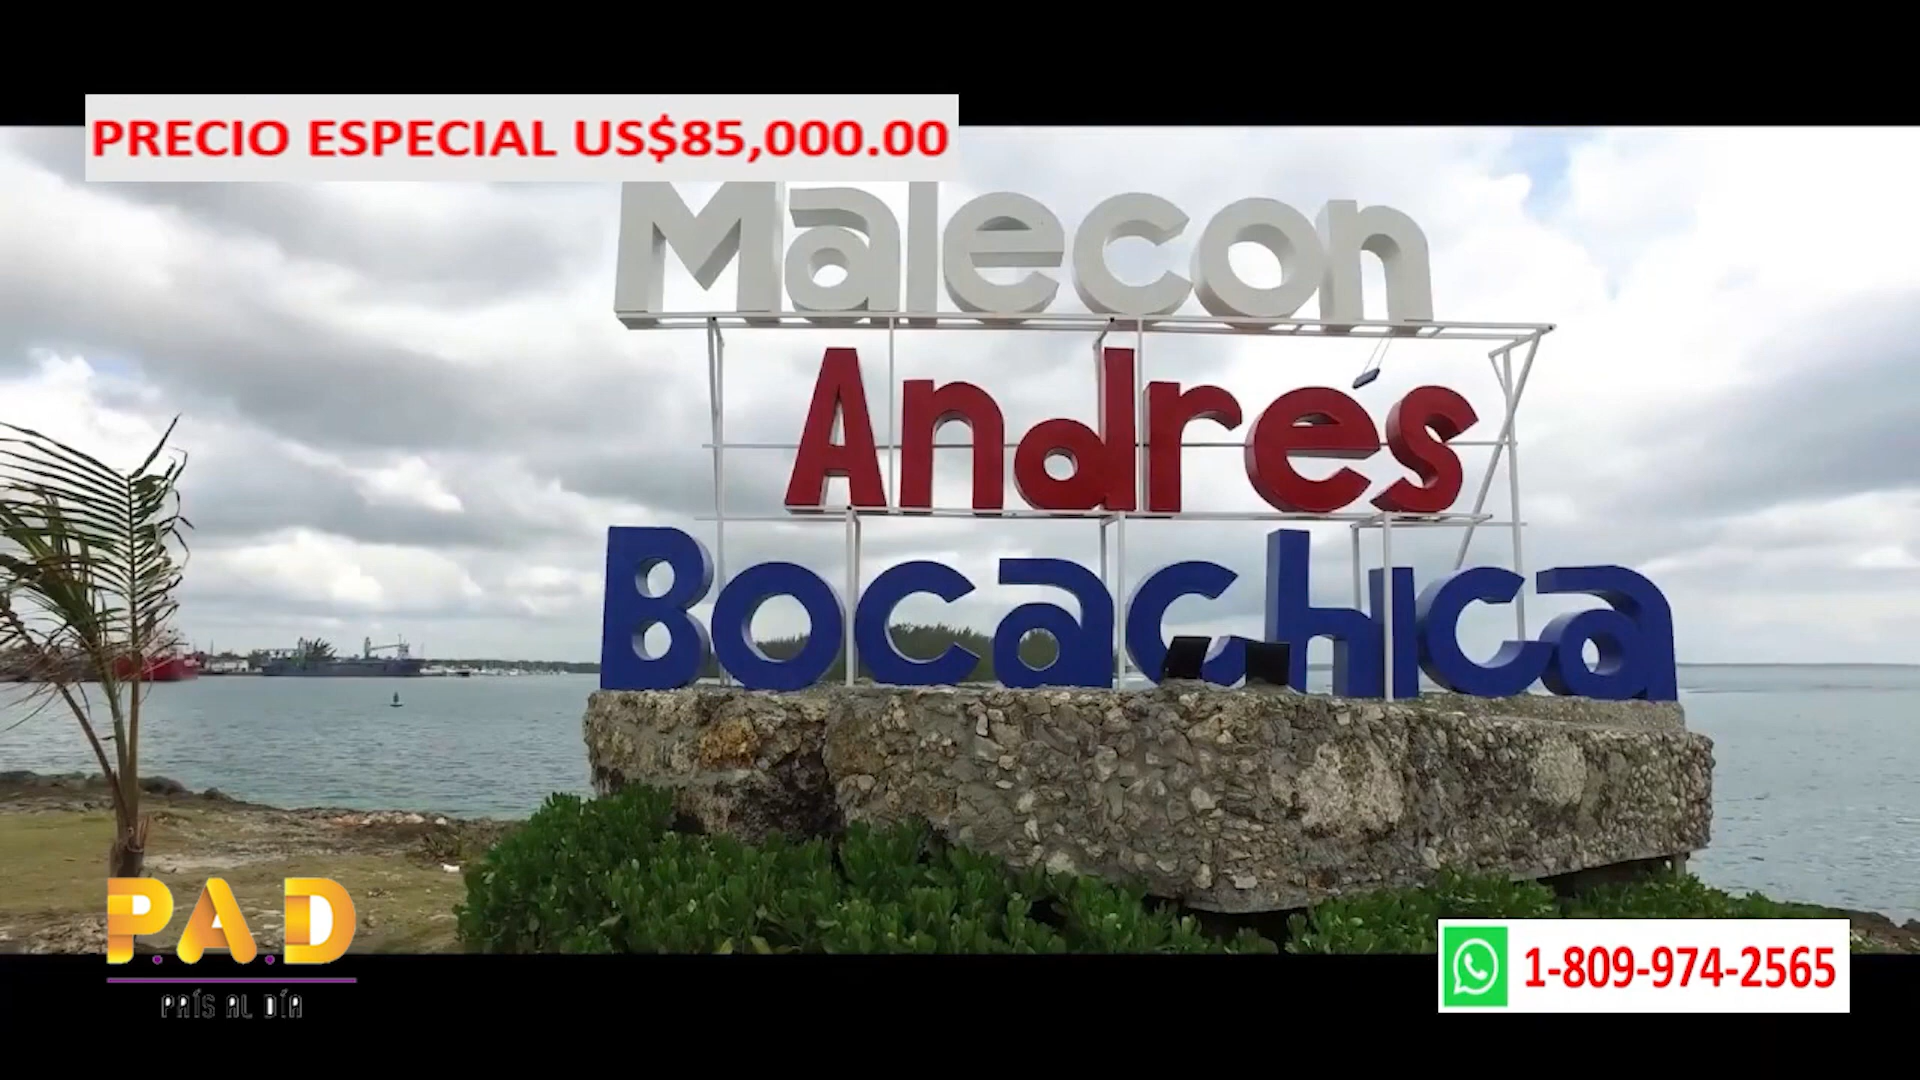 PRECIO ESPECIAL US$85,000.00
Malecon
Andrés
Bocachica
P.A.D
PAÍS AL DÍA
1-809-974-2565